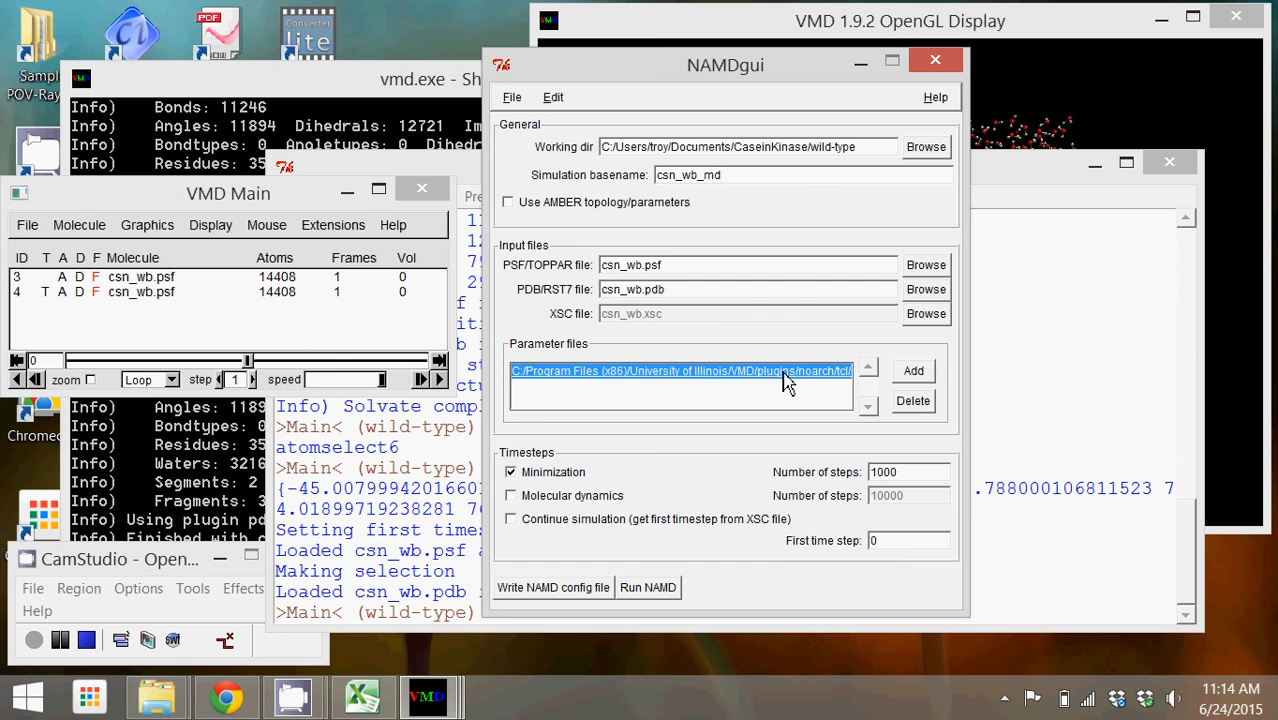 Sampl
POV-Ray
PDF
NOW
Converter
lite
VMD 1.9.2 OpenGL Display
vmd.exe - Sh
Info)    Bonds: 11246
Info)    Angles: 11894  Dihedrals: 12721  Im
Info)    Bondtypes: 0  Angletypes: 0  Dihedr
Info)    Residues: 35
VMD Main
File Molecule Graphics Display Mouse Extensions Help
ID T A D F Molecule Atoms Frames Vol
3 A D F csn_wb.psf 14408 1 0
4 T A D F csn_wb.psf 14408 1 0
0
zoom Loop step 1 speed
Info)    Angles: 1189
Info)    Bondtypes: 0
Info)    Residues: 35
Info)    Waters: 3216
Info)    Segments: 2
Info)    Fragments: 3
Info) Using plugin pd
Info) Finished with c
Chromec
Info) Solvate compl
>Main< (wild-type)
atomselect6
>Main< (wild-type)
{-45.0079994201660
.788000106811523 7
4.01899719238281 76
Setting first times
Loaded csn_wb.psf a
Making selection
Loaded csn_wb.pdb
>Main< (wild-type)
NAMDgui
File Edit Help
General
Working dir C:/Users/troy/Documents/CaseinKinase/wild-type Browse
Simulation basename: csn_wb_md
Use AMBER topology/parameters
Input files
PSF/TOPPAR file: csn_wb.psf Browse
PDB/RST7 file: csn_wb.pdb Browse
XSC file: csn_wb.xsc Browse
Parameter files
C:/Program Files (x86)/University of Illinois/VMD/plugins/noarch/tcl/
Add
Delete
Timesteps
Minimization Number of steps: 1000
Molecular dynamics Number of steps: 10000
Continue simulation (get first timestep from XSC file)
First time step: 0
Write NAMD config file Run NAMD
CamStudio - Open...
File Region Options Tools Effects
Help
VMD
11:14 AM
6/24/2015